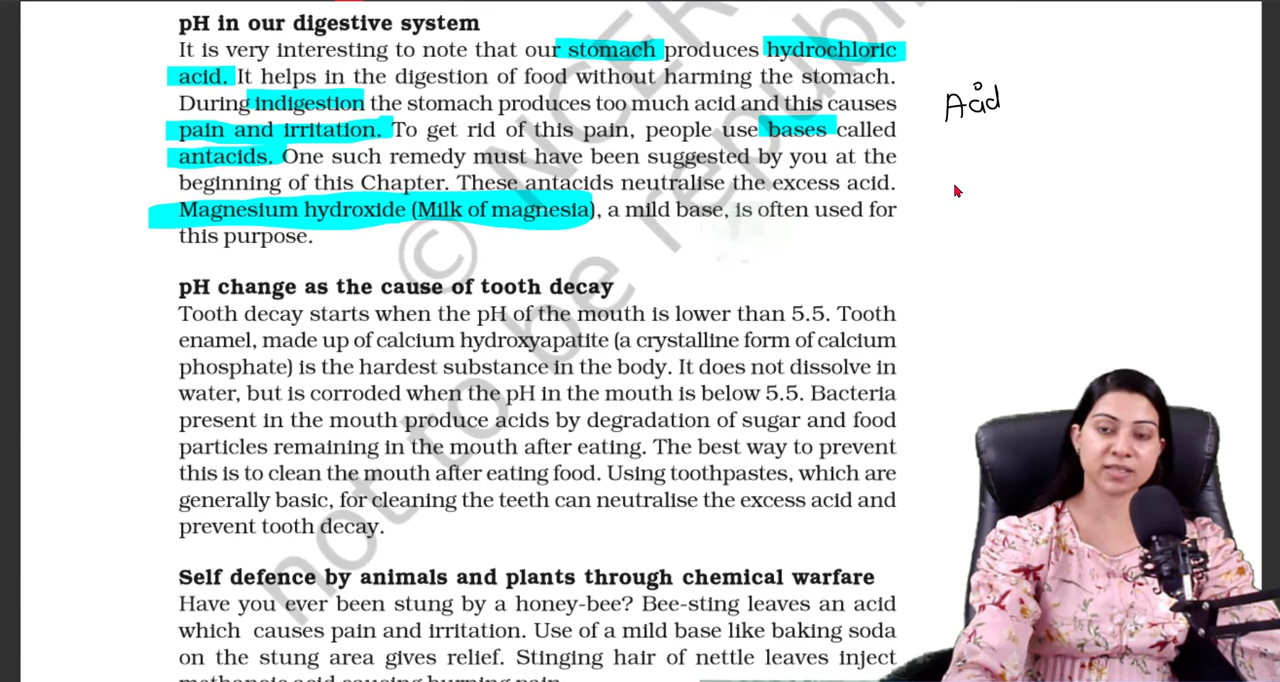 pH in our digestive system
It is very interesting to note that our stomach produces hydrochloric
acid. It helps in the digestion of food without harming the stomach.
During indigestion the stomach produces too much acid and this causes
pain and irritation. To get rid of this pain, people use bases called
antacids. One such remedy must have been suggested by you at the
beginning of this Chapter. These antacids neutralise the excess acid.
Magnesium hydroxide (Milk of magnesia), a mild base, is often used for
this purpose.
Acid
pH change as the cause of tooth decay
Tooth decay starts when the pH of the mouth is lower than 5.5. Tooth
enamel, made up of calcium hydroxyapatite (a crystalline form of calcium
phosphate) is the hardest substance in the body. It does not dissolve in
water, but is corroded when the pH in the mouth is below 5.5. Bacteria
present in the mouth produce acids by degradation of sugar and food
particles remaining in the mouth after eating. The best way to prevent
this is to clean the mouth after eating food. Using toothpastes, which are
generally basic, for cleaning the teeth can neutralise the excess acid and
prevent tooth decay.
Self defence by animals and plants through chemical warfare
Have you ever been stung by a honey-bee? Bee-sting leaves an acid
which causes pain and irritation. Use of a mild base like baking soda
on the stung area gives relief. Stinging hair of nettle leaves inject
methanoic acid causing burning pain.
© NCER
not to be republi